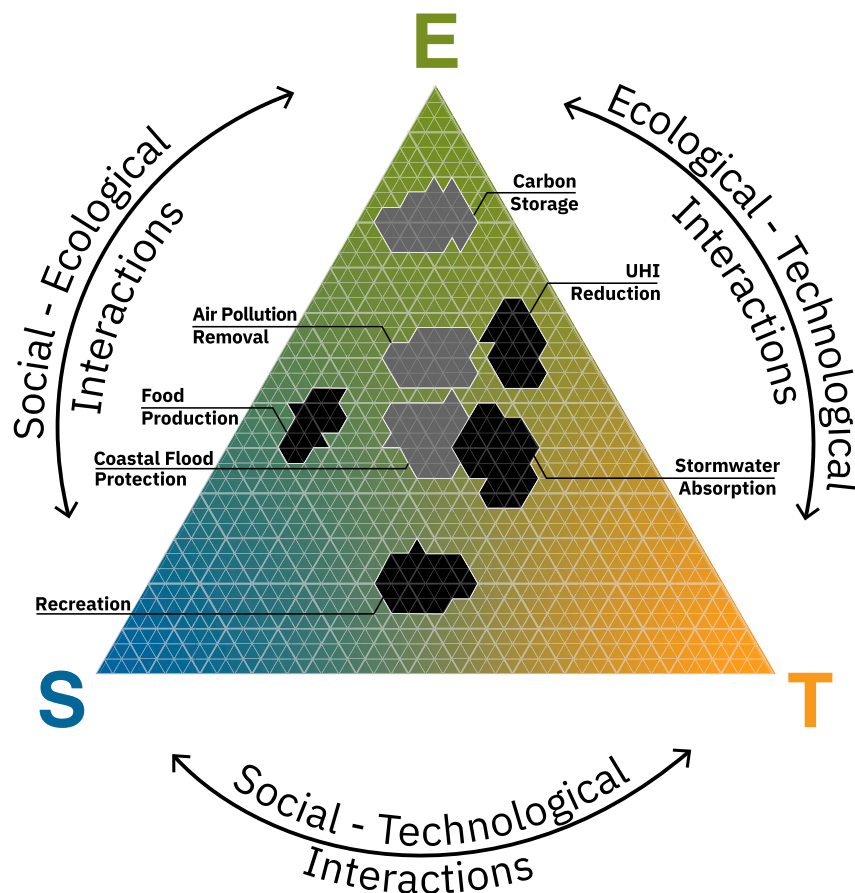 E
Social - Ecological
Interactions
Ecological - Technological
Interactions
Carbon
Storage
UHI
Reduction
Air Pollution
Removal
Food
Production
Coastal Flood
Protection
Stormwater
Absorption
Recreation
S
T
Social - Technological
Interactions